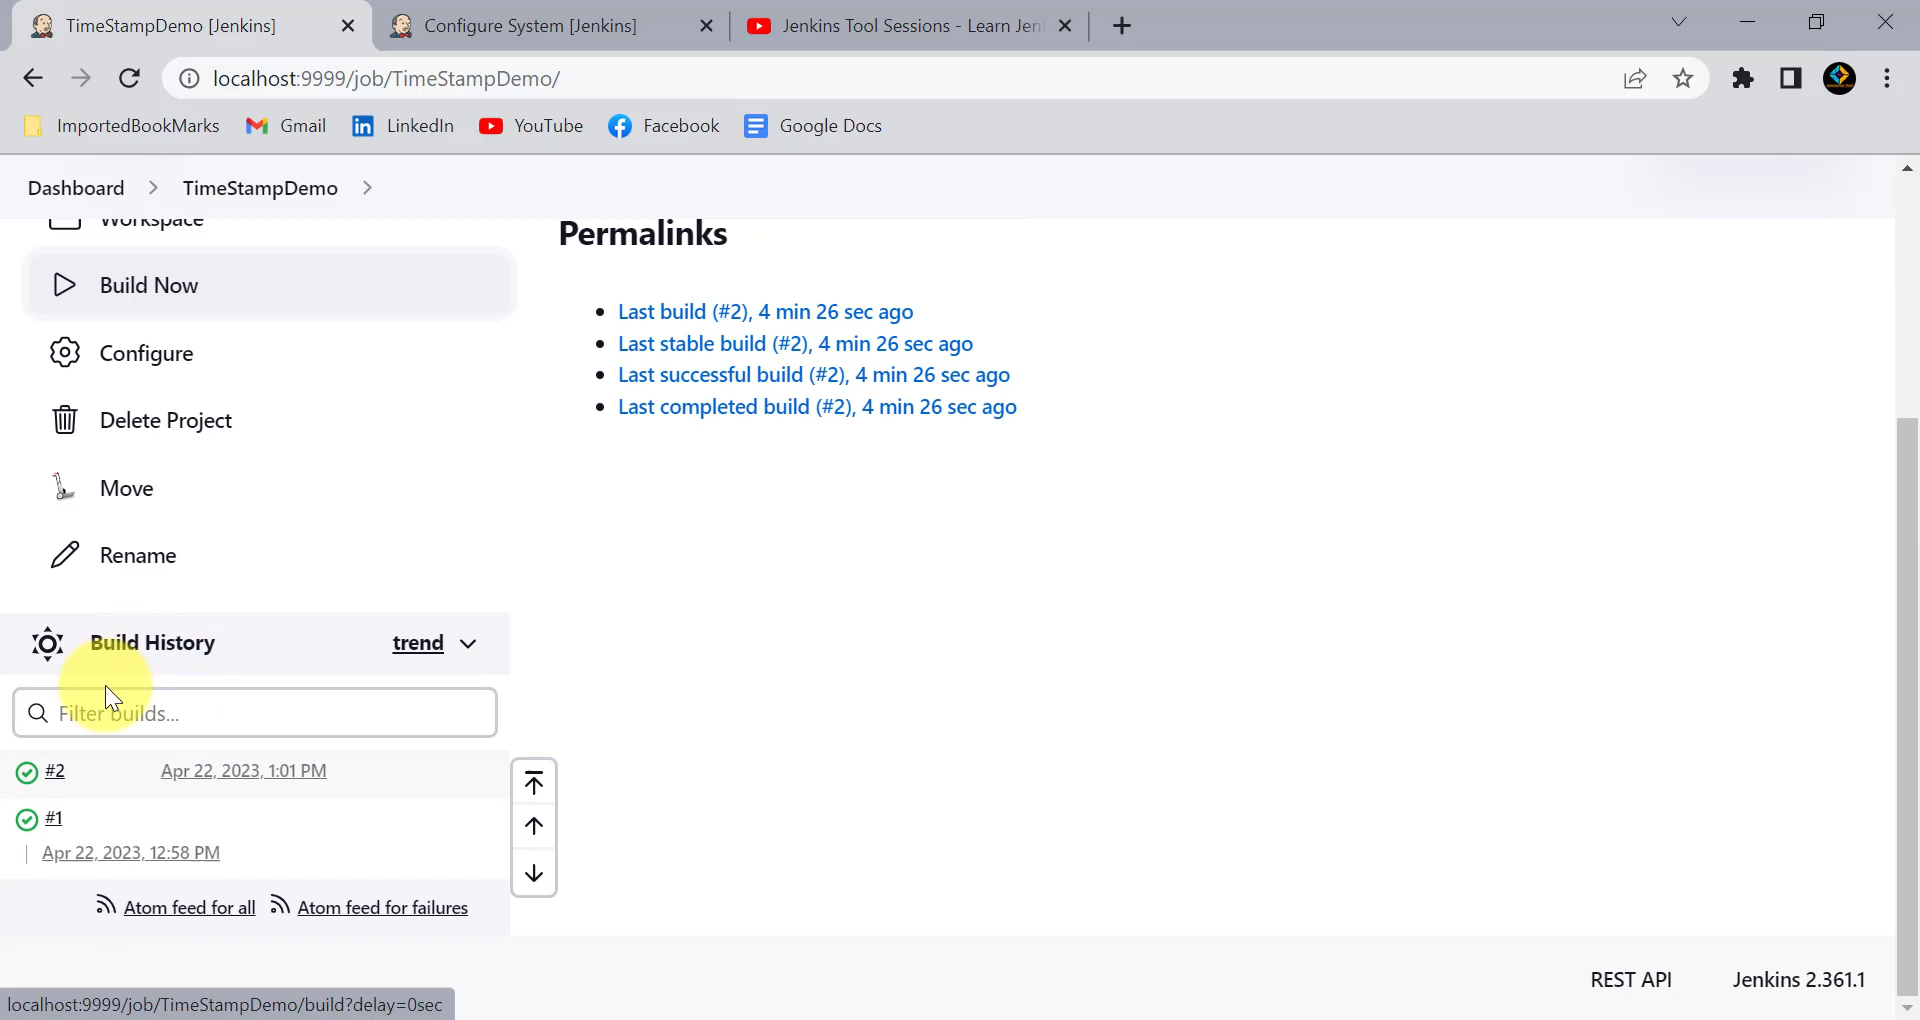 TimeStampDemo [Jenkins]
Configure System [Jenkins]
Jenkins Tool Sessions - Learn Jen
localhost:9999/job/TimeStampDemo/
ImportedBookMarks
Gmail
LinkedIn
YouTube
Facebook
Google Docs
Dashboard
TimeStampDemo
Workspace
Build Now
Configure
Delete Project
Move
Rename
Build History
trend
Filter builds...
#2
Apr 22, 2023, 1:01 PM
#1
Apr 22, 2023, 12:58 PM
Atom feed for all
Atom feed for failures
Permalinks
Last build (#2), 4 min 26 sec ago
Last stable build (#2), 4 min 26 sec ago
Last successful build (#2), 4 min 26 sec ago
Last completed build (#2), 4 min 26 sec ago
REST API
Jenkins 2.361.1
localhost:9999/job/TimeStampDemo/build?delay=0sec